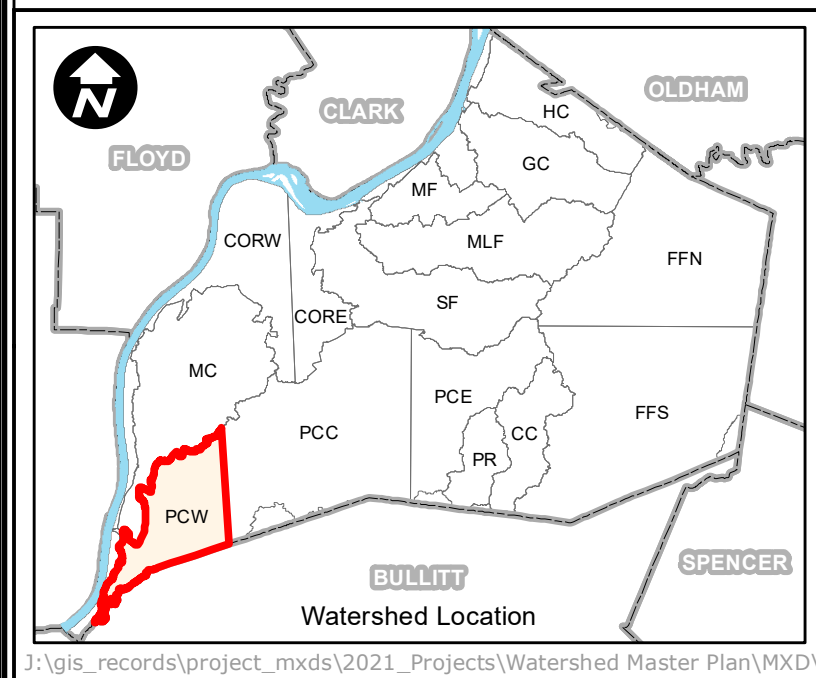 N
CLARK
OLDHAM
FLOYD
HC
GC
MF
CORW
MLF
FFN
SF
CORE
MC
PCE
FFS
PCC
CC
PR
PCW
SPENCER
BULLITT
Watershed Location
J:\gis_records\project_mxds\2021_Projects\Watershed Master Plan\MXD\